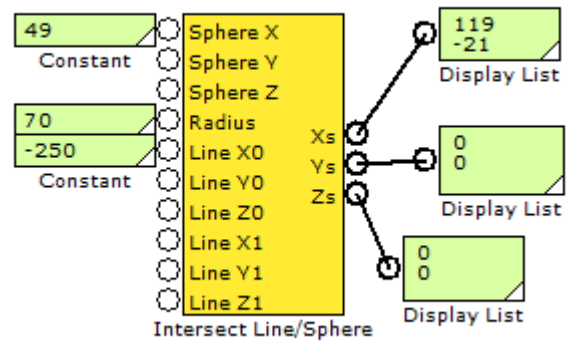 49
Constant
70
-250
Constant
Sphere X
Sphere Y
Sphere Z
Radius
Line X0
Line Y0
Line Z0
Line X1
Line Y1
Line Z1
Xs
Ys
Zs
Intersect Line/Sphere
119
-21
Display List
0
0
Display List
0
0
Display List